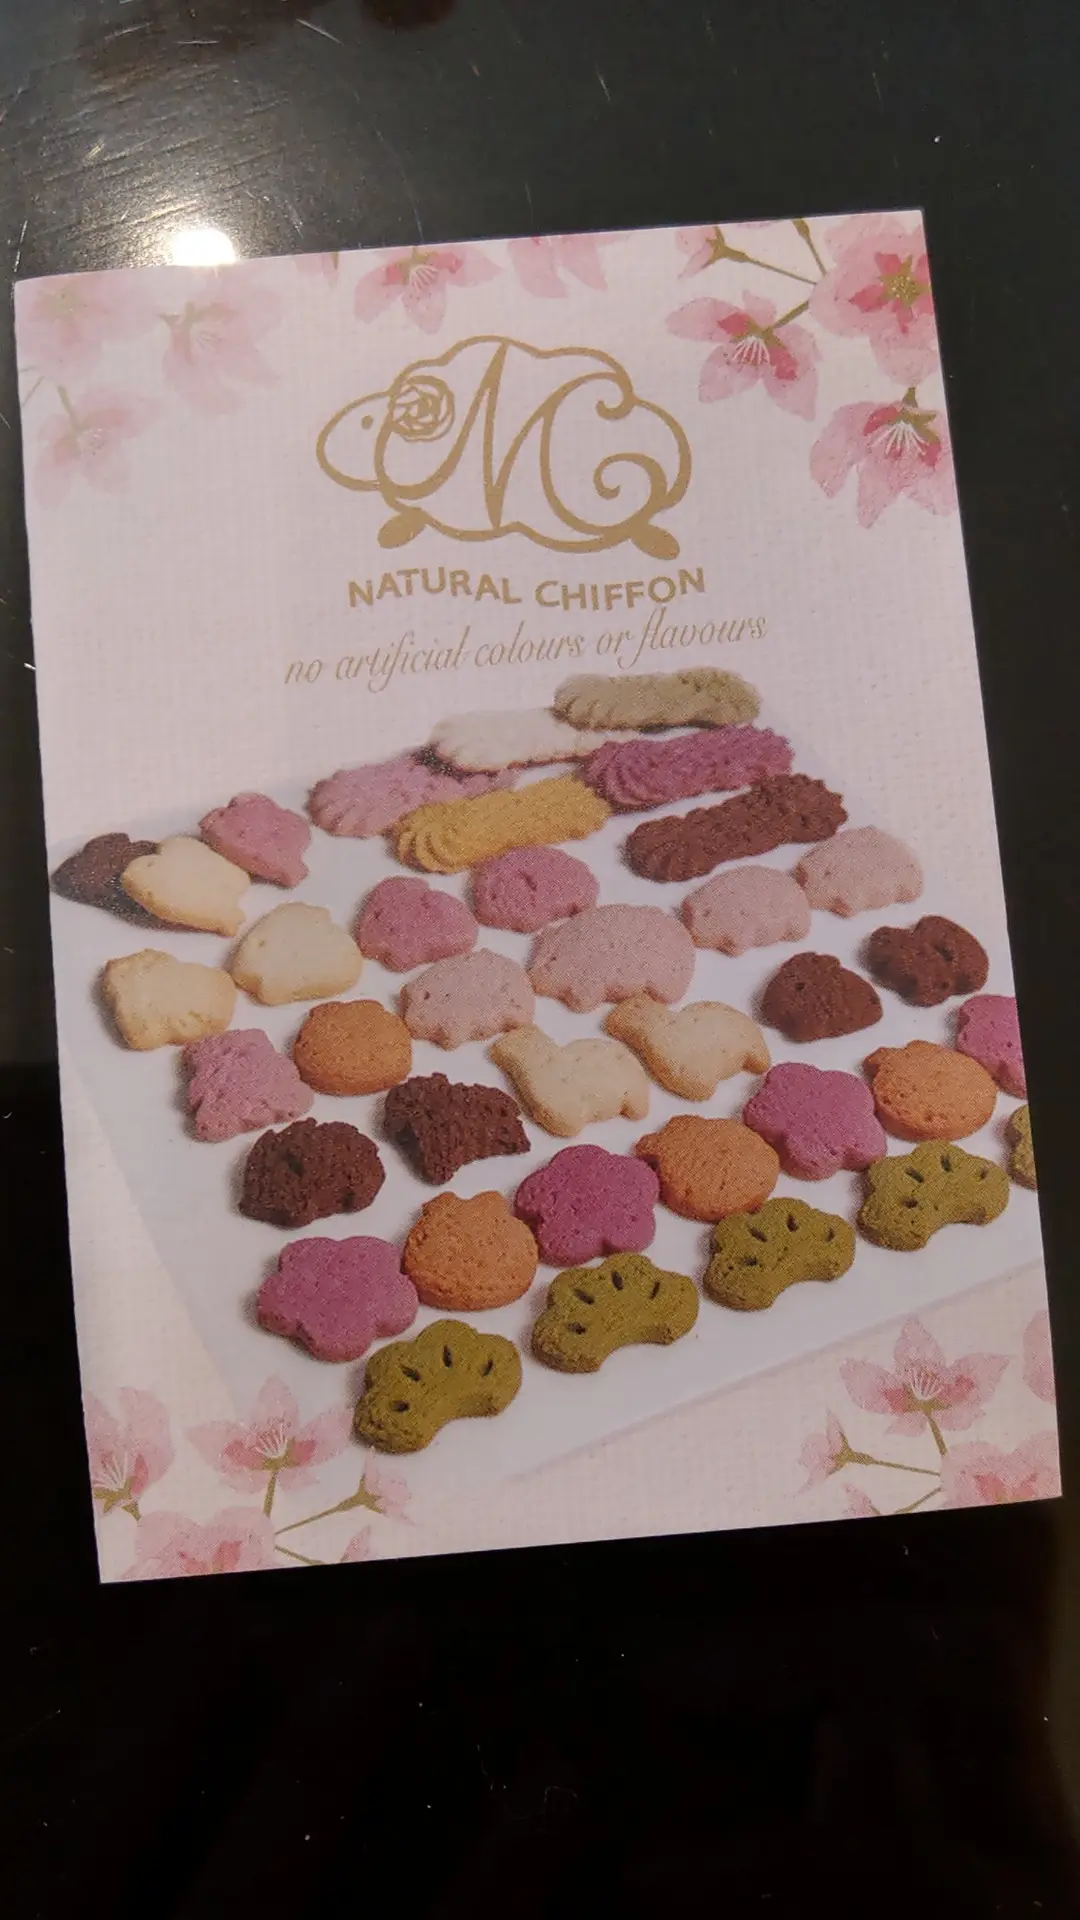 M
NATURAL CHIFFON
no artificial colours or flavours